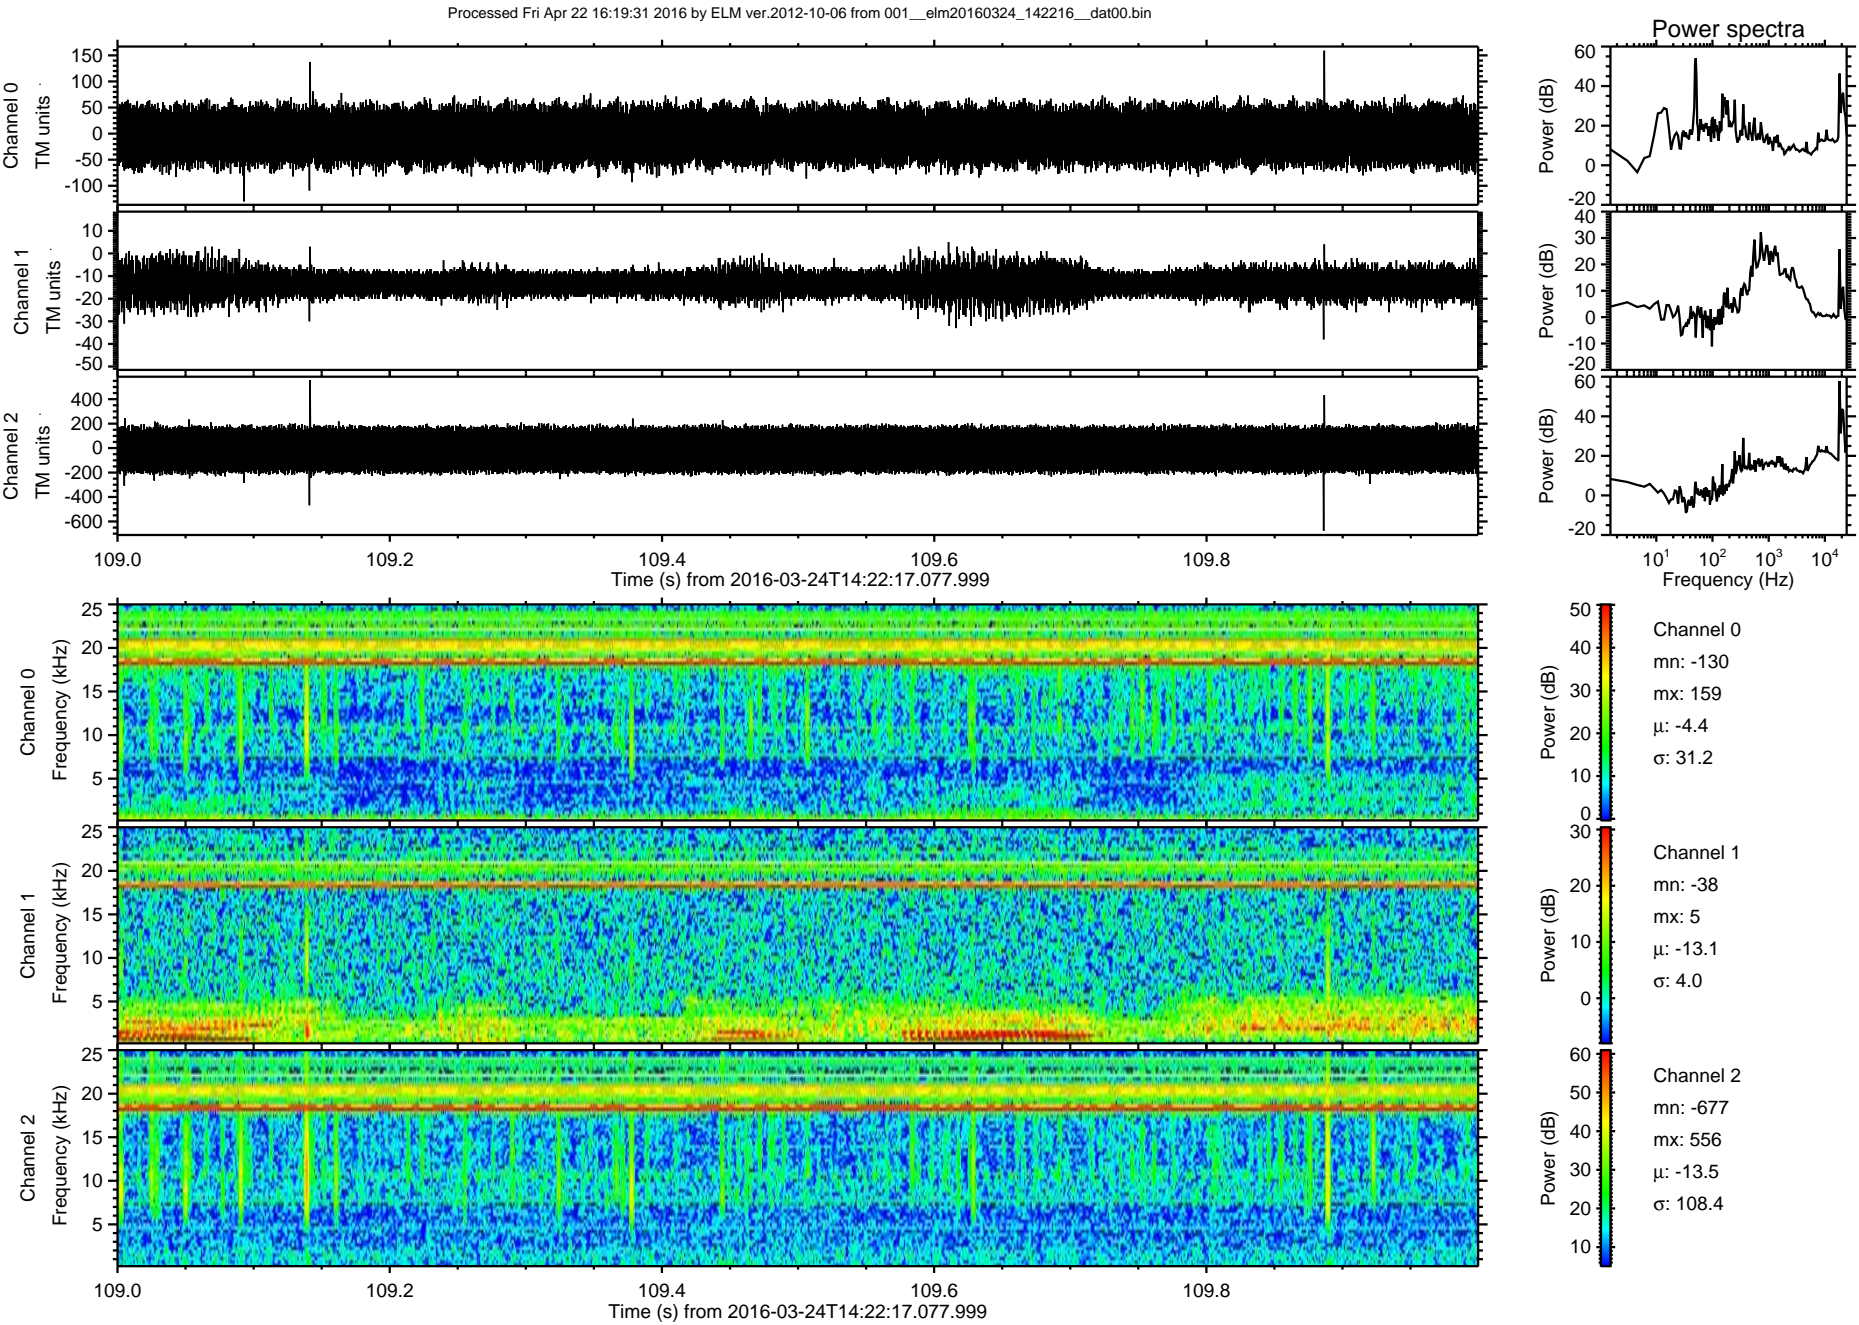 Processed Fri Apr 22 16:19:31 2016 by ELM ver.2012-10-06 from 001__elm20160324_142216__dat00.bin
Power spectra
Channel 0
TM units
150
100
50
0
-50
-100
Power (dB)
60
40
20
0
-20
Channel 1
TM units
10
0
-10
-20
-30
-40
-50
Power (dB)
40
30
20
10
0
-10
-20
Channel 2
TM units
400
200
0
-200
-400
-600
Power (dB)
60
40
20
0
-20
109.0 109.2 109.4 109.6 109.8
Time (s) from 2016-03-24T14:22:17.077.999
10^1 10^2 10^3 10^4
Frequency (Hz)
Channel 0
Frequency (kHz)
25
20
15
10
5
Power (dB)
50
40
30
20
10
0
Channel 0
mn: -130
mx: 159
μ: -4.4
σ: 31.2
Channel 1
Frequency (kHz)
25
20
15
10
5
Power (dB)
30
20
10
0
Channel 1
mn: -38
mx: 5
μ: -13.1
σ: 4.0
Channel 2
Frequency (kHz)
25
20
15
10
5
Power (dB)
60
50
40
30
20
10
Channel 2
mn: -677
mx: 556
μ: -13.5
σ: 108.4
109.0 109.2 109.4 109.6 109.8
Time (s) from 2016-03-24T14:22:17.077.999